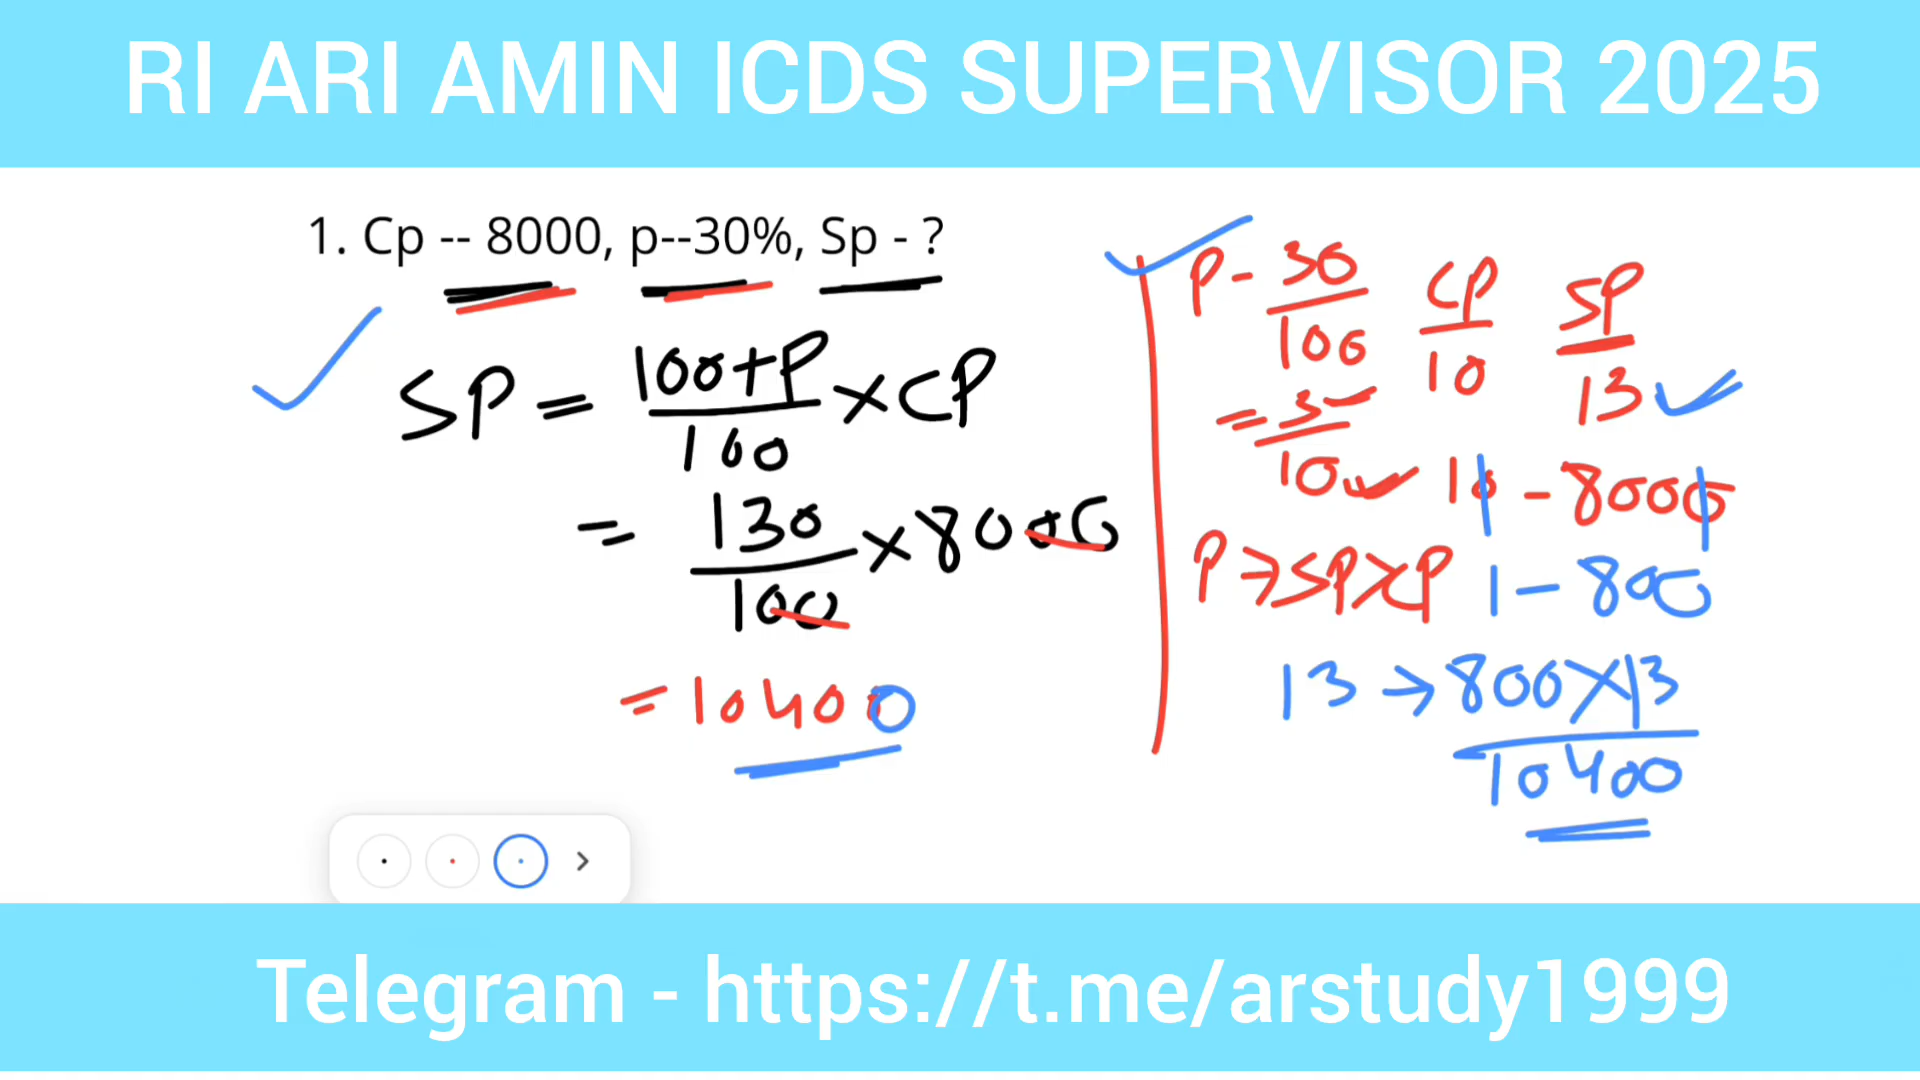 RI ARI AMIN ICDS SUPERVISOR 2025
1. Cp -- 8000, p--30%, Sp - ?
SP = 100+P/100 × CP
= 130/100 × 8000
= 10400
P - 30/100 CP/10 SP/13
= 3/10 10 - 8000
P → SP > CP 1 - 800
13 → 800 × 13
10400
Telegram - https://t.me/arstudy1999